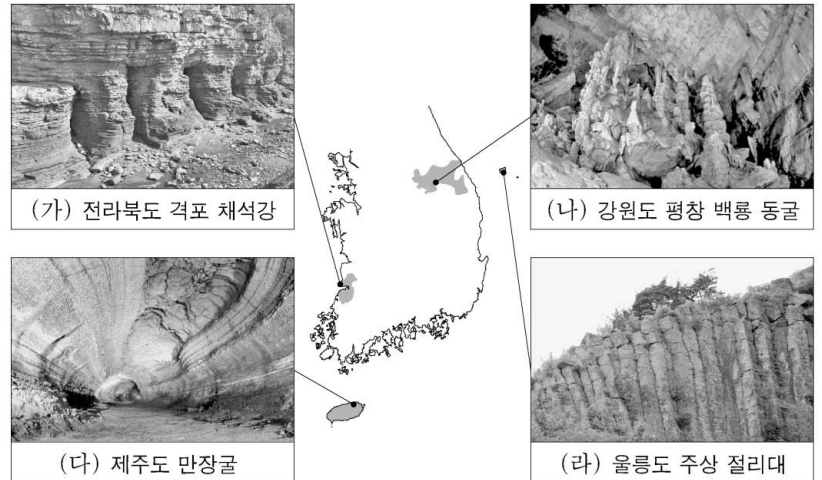 (가) 전라북도 격포 채석강
(나) 강원도 평창 백룡 동굴
(다) 제주도 만장굴
(라) 울릉도 주상 절리대